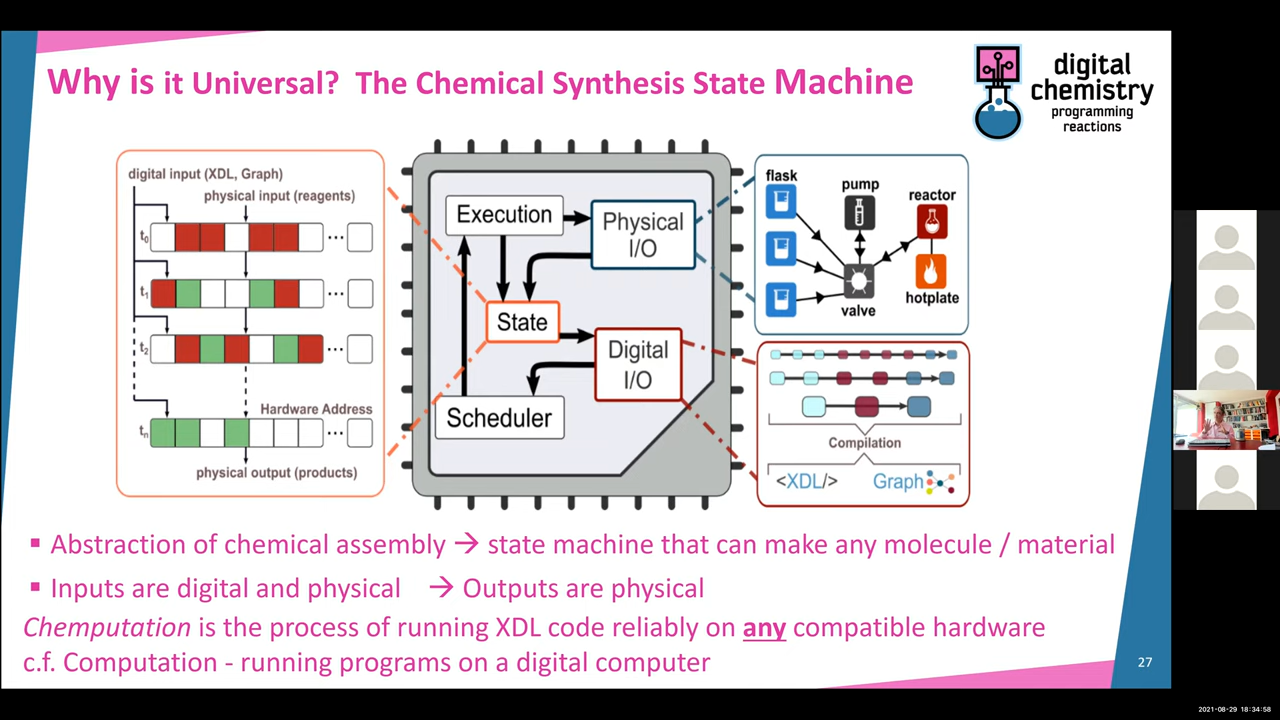 Why is it Universal? The Chemical Synthesis State Machine
digital
chemistry
programming
reactions
digital input (XDL, Graph)
physical input (reagents)
t0
t1
t2
Hardware Address
tn
physical output (products)
Execution
Physical
I/O
State
Digital
I/O
Scheduler
flask
pump
reactor
valve
hotplate
Compilation
<XDL/>
Graph
▪ Abstraction of chemical assembly → state machine that can make any molecule / material
▪ Inputs are digital and physical → Outputs are physical
Chemputation is the process of running XDL code reliably on any compatible hardware
c.f. Computation - running programs on a digital computer
27
2021-08-29 18:34:58